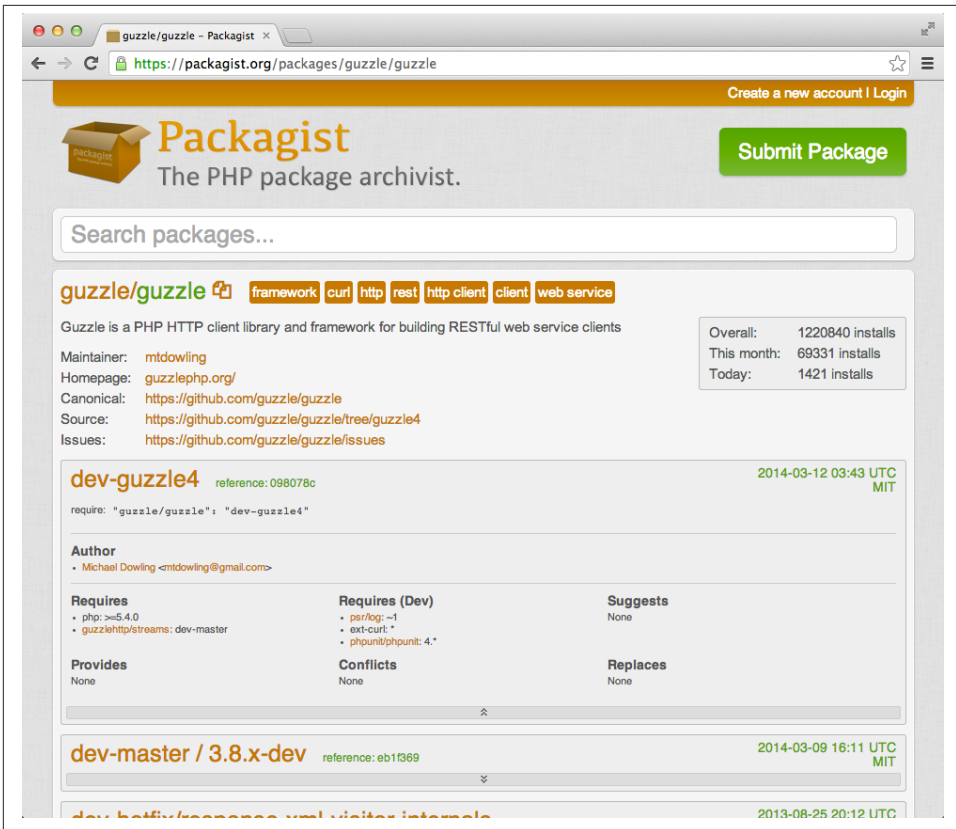 guzzle/guzzle – Packagist ×
https://packagist.org/packages/guzzle/guzzle
Create a new account | Login
packagist
Packagist
The PHP package archivist.
Submit Package
Search packages...
guzzle/guzzle framework curl http rest http client client web service
Guzzle is a PHP HTTP client library and framework for building RESTful web service clients
Overall: 1220840 installs
This month: 69331 installs
Today: 1421 installs
Maintainer: mtdowling
Homepage: guzzlephp.org/
Canonical: https://github.com/guzzle/guzzle
Source: https://github.com/guzzle/guzzle/tree/guzzle4
Issues: https://github.com/guzzle/guzzle/issues
dev-guzzle4 reference: 098078c 2014-03-12 03:43 UTC
MIT
require: "guzzle/guzzle": "dev-guzzle4"
Author
• Michael Dowling <mtdowling@gmail.com>
Requires
• php: >=5.4.0
• guzzlehttp/streams: dev-master
Requires (Dev)
• psr/log: ~1
• ext-curl: *
• phpunit/phpunit: 4.*
Suggests
None
Provides
None
Conflicts
None
Replaces
None
dev-master / 3.8.x-dev reference: eb1f369 2014-03-09 16:11 UTC
MIT
dev-hotfix/response-xml-visitor-internals 2013-08-25 20:12 UTC